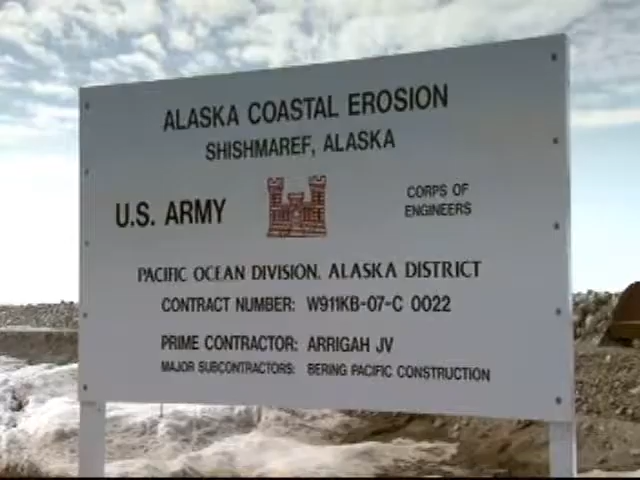 ALASKA COASTAL EROSION
SHISHMAREF, ALASKA
U.S. ARMY
CORPS OF
ENGINEERS
PACIFIC OCEAN DIVISION, ALASKA DISTRICT
CONTRACT NUMBER: W911KB-07-C 0022
PRIME CONTRACTOR: ARRIGAH JV
MAJOR SUBCONTRACTORS: BERING PACIFIC CONSTRUCTION